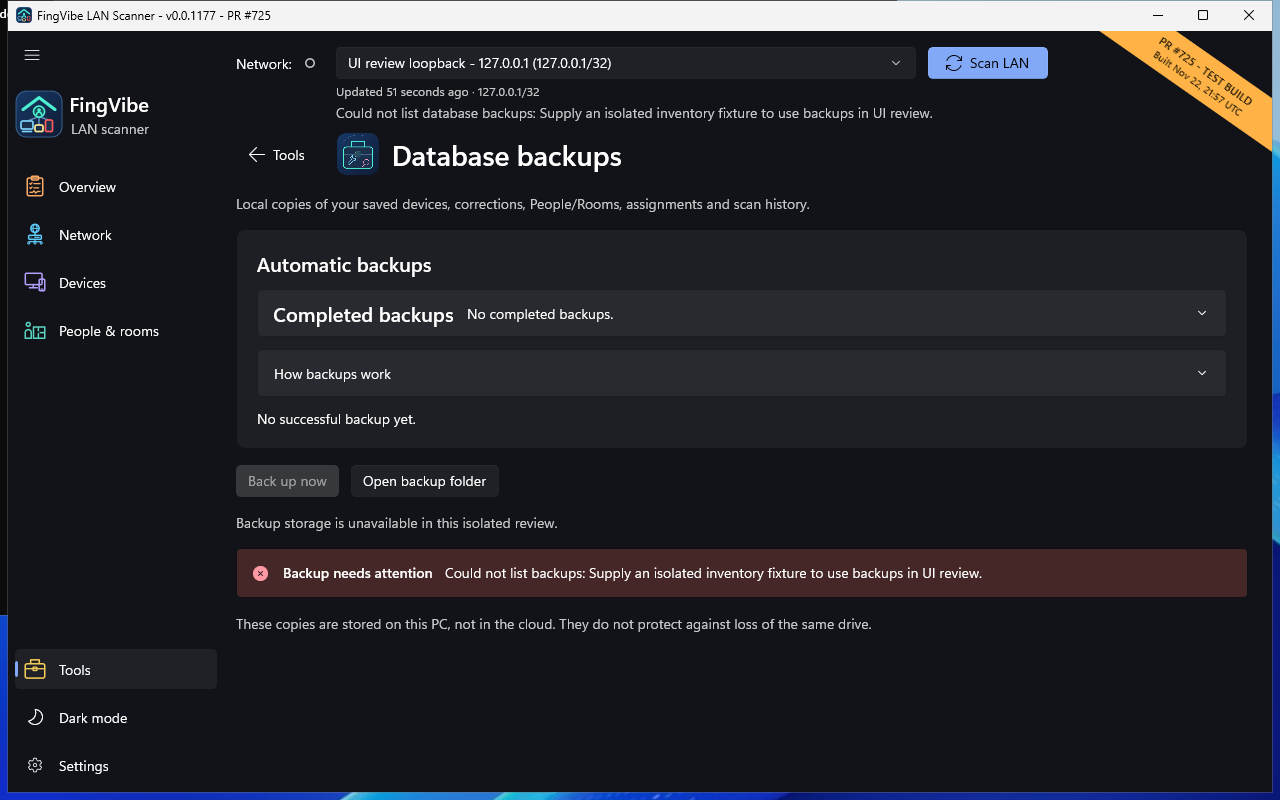 FingVibe LAN Scanner - v0.0.1177 - PR #725
PR #725 - TEST BUILD
Built Nov 22, 21:57 UTC
Network:
UI review loopback - 127.0.0.1 (127.0.0.1/32)
Scan LAN
Updated 51 seconds ago · 127.0.0.1/32
Could not list database backups: Supply an isolated inventory fixture to use backups in UI review.
FingVibe
LAN scanner
Overview
Network
Devices
People & rooms
Tools
Dark mode
Settings
Tools
Database backups
Local copies of your saved devices, corrections, People/Rooms, assignments and scan history.
Automatic backups
Completed backups No completed backups.
How backups work
No successful backup yet.
Back up now
Open backup folder
Backup storage is unavailable in this isolated review.
Backup needs attention Could not list backups: Supply an isolated inventory fixture to use backups in UI review.
These copies are stored on this PC, not in the cloud. They do not protect against loss of the same drive.